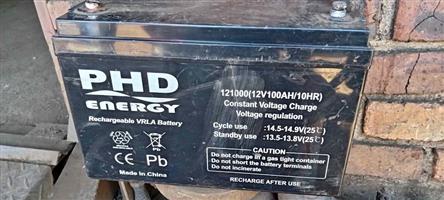 PHD
ENERGY
Rechargeable VRLA Battery
CE Pb
Made In China
121000(12V100AH/10HR)
Constant Voltage Charge
Voltage regulation
Cycle use :14.5-14.9V(25℃)
Standby use :13.5-13.8V(25℃)
CAUTION
Do not charge in a gas tight container
Do not short the battery terminals
Do not incinerate
RECHARGE AFTER USE